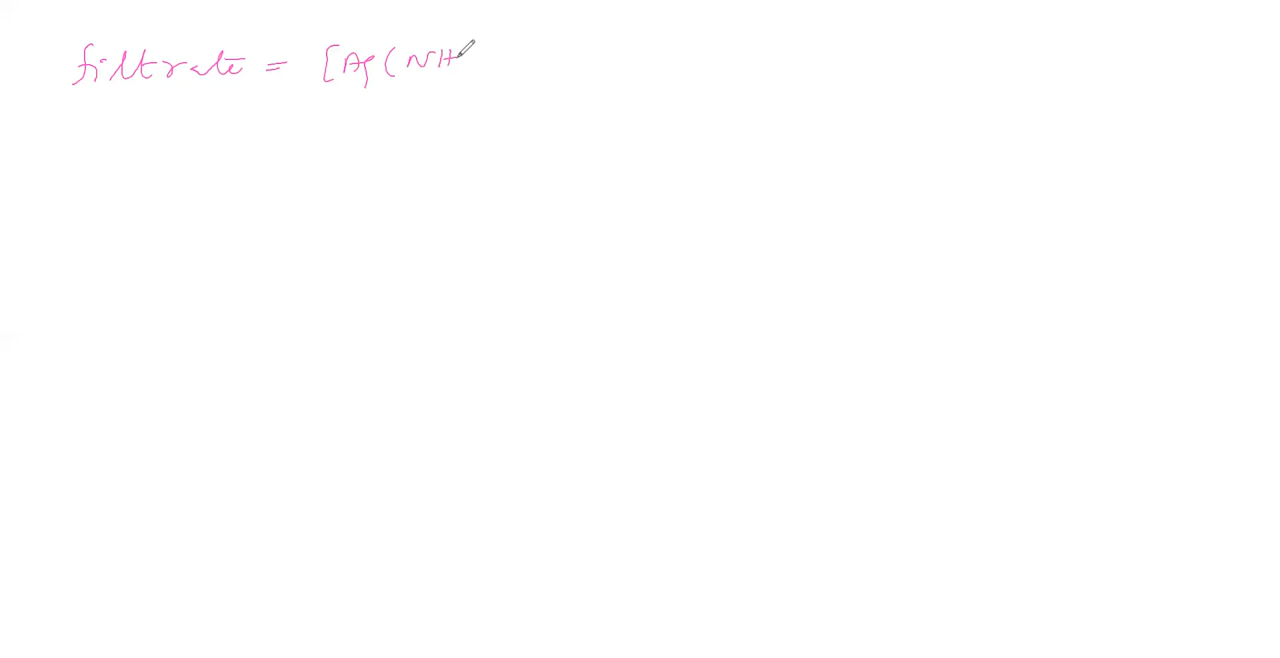 filtrate = [Ag(NH